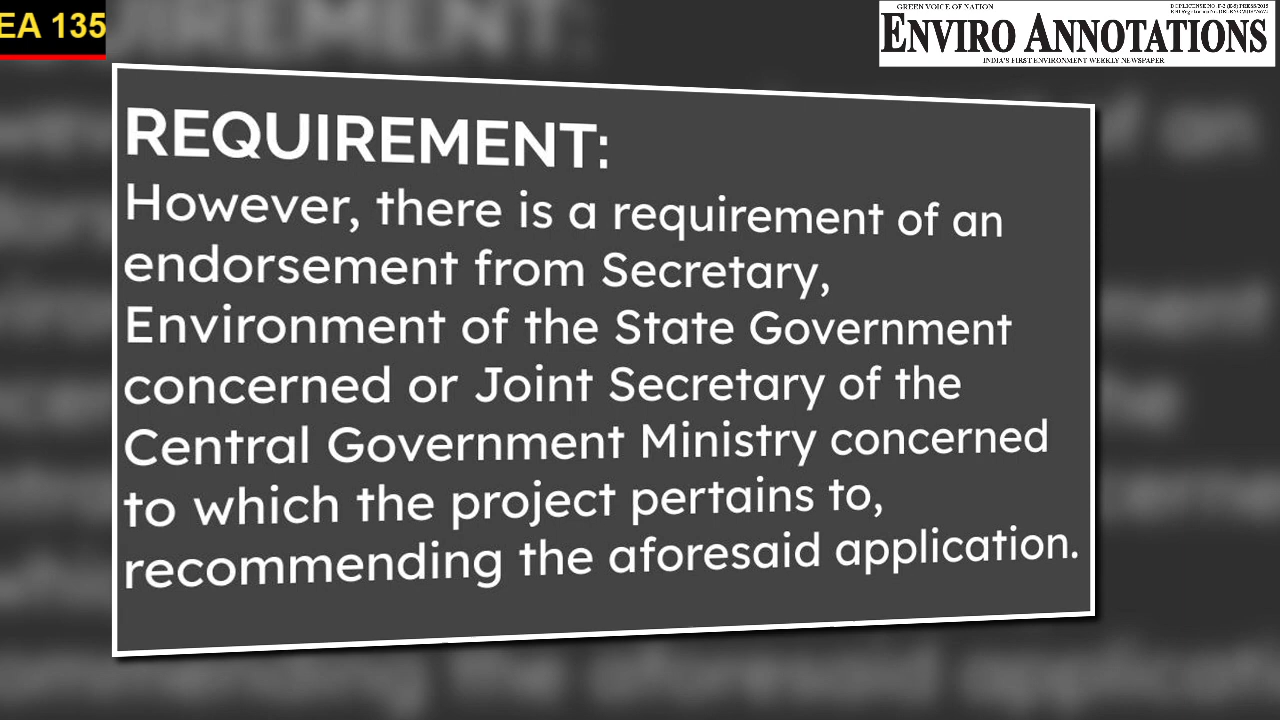 EA 135
GREEN VOICE OF NATION
ENVIRO ANNOTATIONS
INDIA'S FIRST ENVIRONMENT WEEKLY NEWSPAPER
REQUIREMENT:
However, there is a requirement of an
endorsement from Secretary,
Environment of the State Government
concerned or Joint Secretary of the
Central Government Ministry concerned
to which the project pertains to,
recommending the aforesaid application.